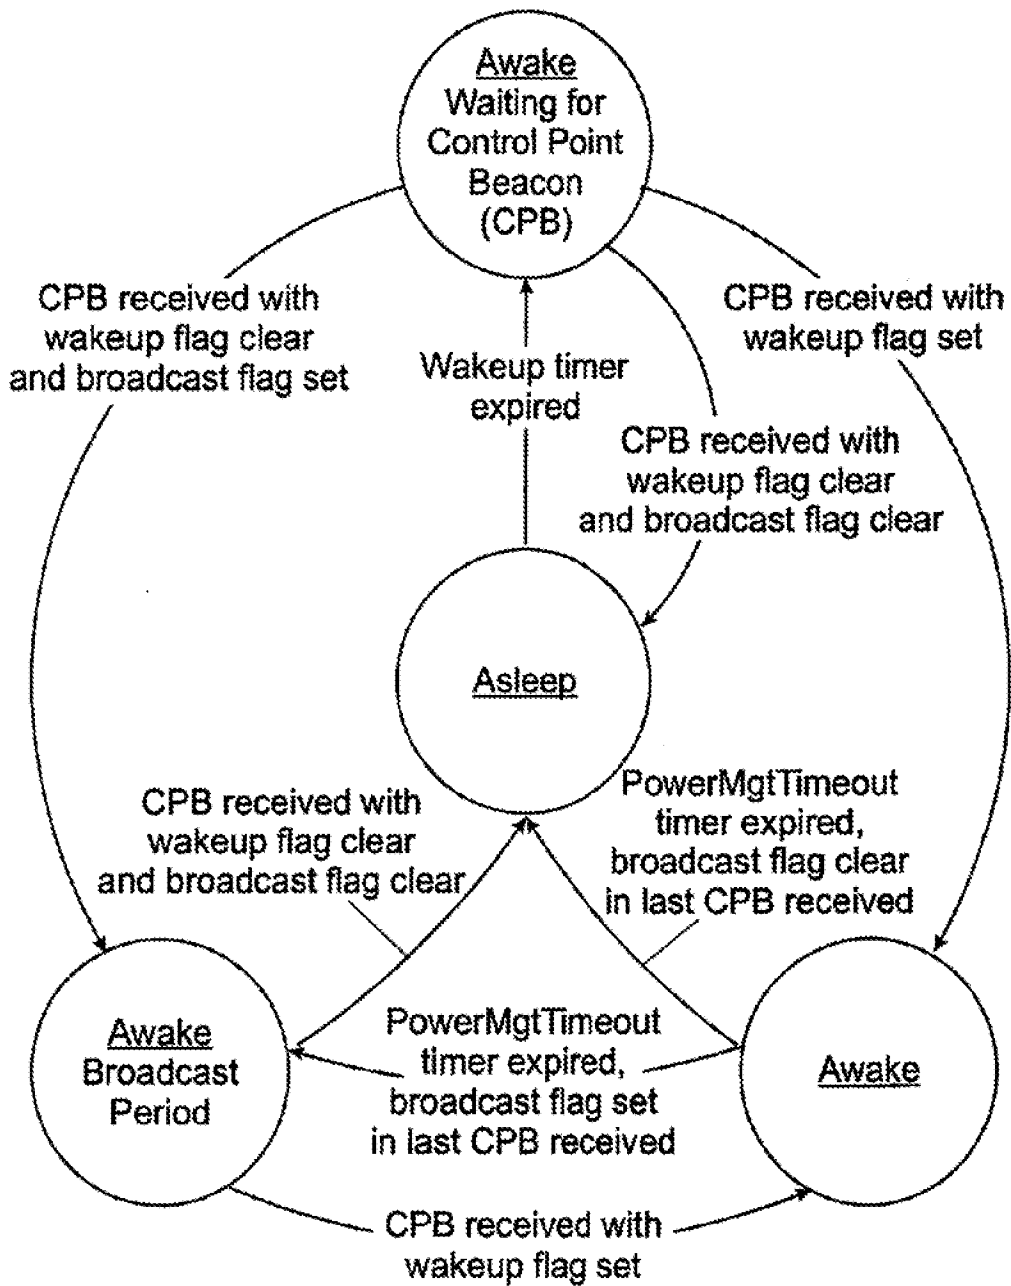 Awake
Waiting for
Control Point
Beacon
(CPB)
CPB received with
wakeup flag clear
and broadcast flag set
Wakeup timer
expired
CPB received with
wakeup flag set
CPB received with
wakeup flag clear
and broadcast flag clear
Asleep
CPB received with
wakeup flag clear
and broadcast flag clear
PowerMgtTimeout
timer expired,
broadcast flag clear
in last CPB received
Awake
Broadcast
Period
PowerMgtTimeout
timer expired,
broadcast flag set
in last CPB received
Awake
CPB received with
wakeup flag set